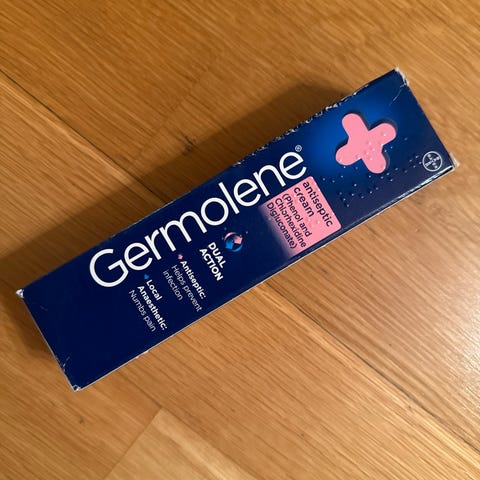 Germolene®
antiseptic
cream
(Phenol and
Chlorhexidine
Digluconate)
DUAL
ACTION
Antiseptic:
Helps prevent
infection
Local
Anaesthetic:
Numbs pain